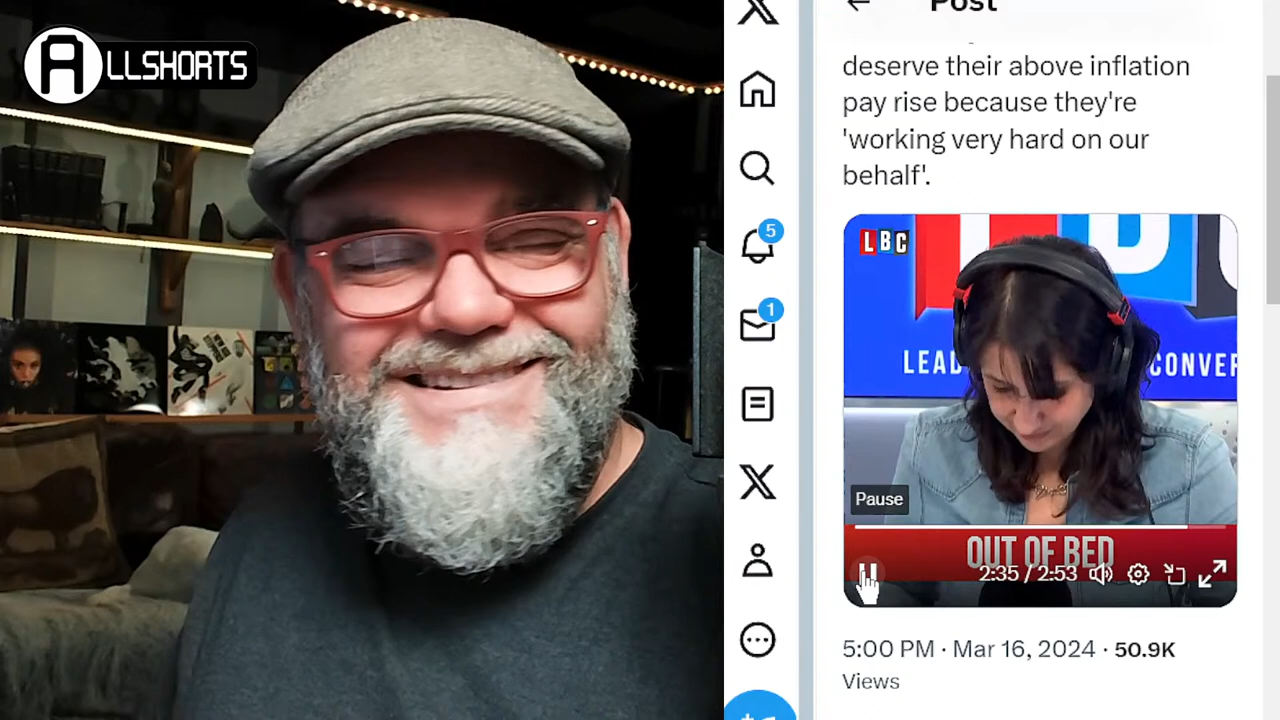 ALLSHORTS
Post
deserve their above inflation
pay rise because they're
'working very hard on our
behalf'.
LBC
LEAD
CONVER
Pause
OUT OF BED
2:35 / 2:53
5:00 PM · Mar 16, 2024 · 50.9K
Views
5
1